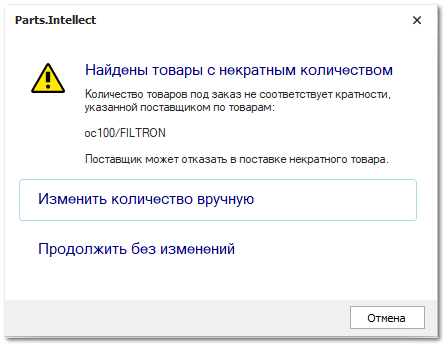 Parts.Intellect
Найдены товары с некратным количеством
Количество товаров под заказ не соответствует кратности,
указанной поставщиком по товарам:
oc100/FILTRON
Поставщик может отказать в поставке некратного товара.
Изменить количество вручную
Продолжить без изменений
Отмена